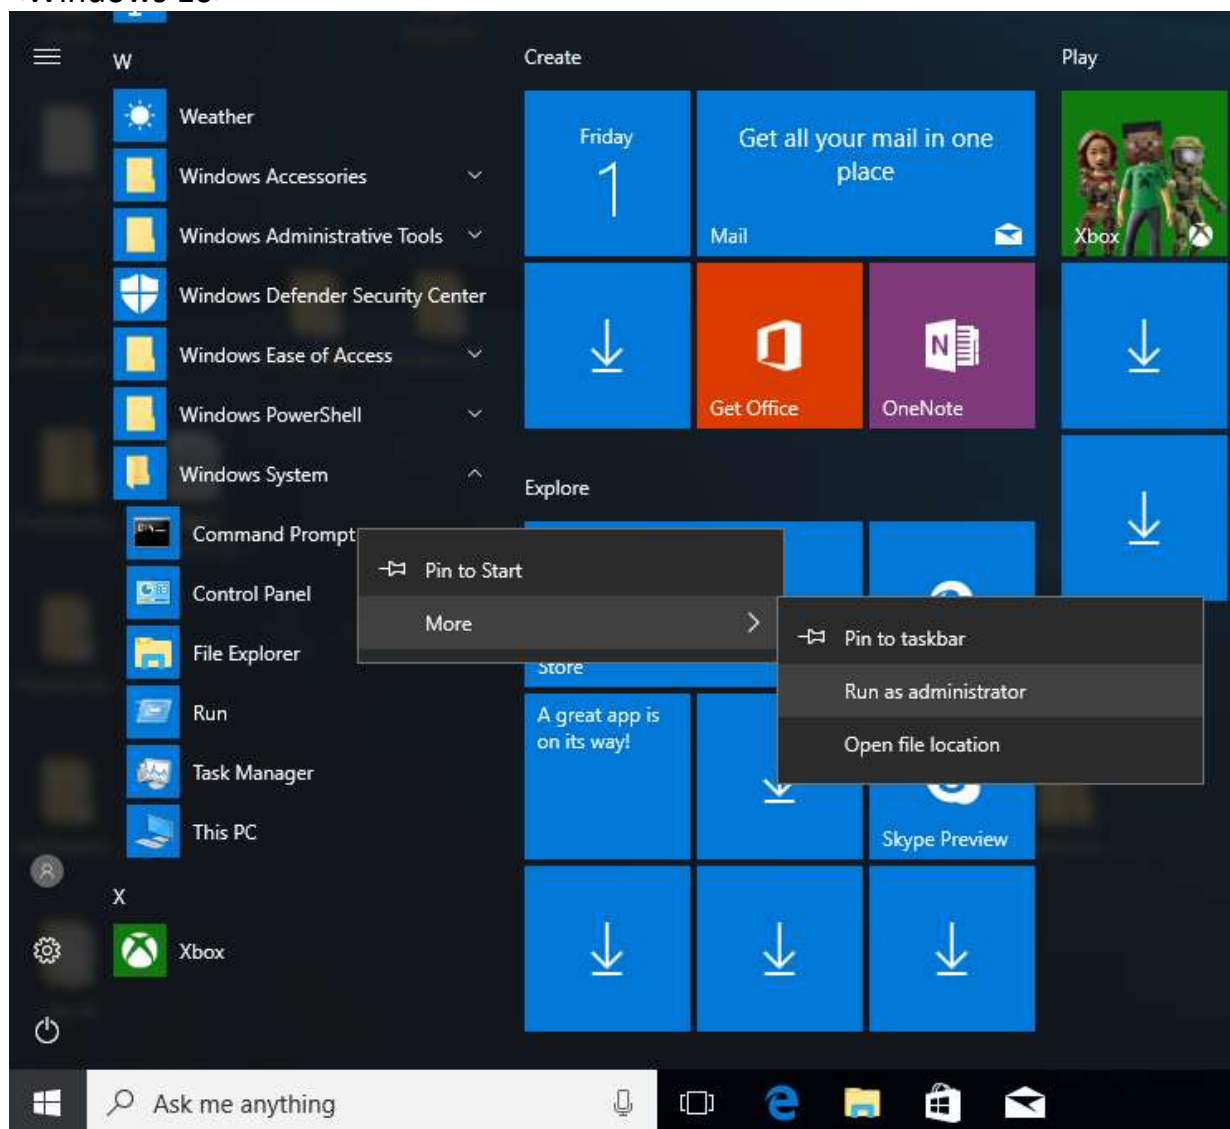 Windows 10
W
Weather
Windows Accessories
Windows Administrative Tools
Windows Defender Security Center
Windows Ease of Access
Windows PowerShell
Windows System
Command Prompt
Control Panel
File Explorer
Run
Task Manager
This PC
X
Xbox
Create
Friday
1
Get all your mail in one
place
Mail
Get Office
N
OneNote
Explore
Store
A great app is
on its way!
Skype Preview
Play
Xbox
Pin to Start
More
Pin to taskbar
Run as administrator
Open file location
Ask me anything